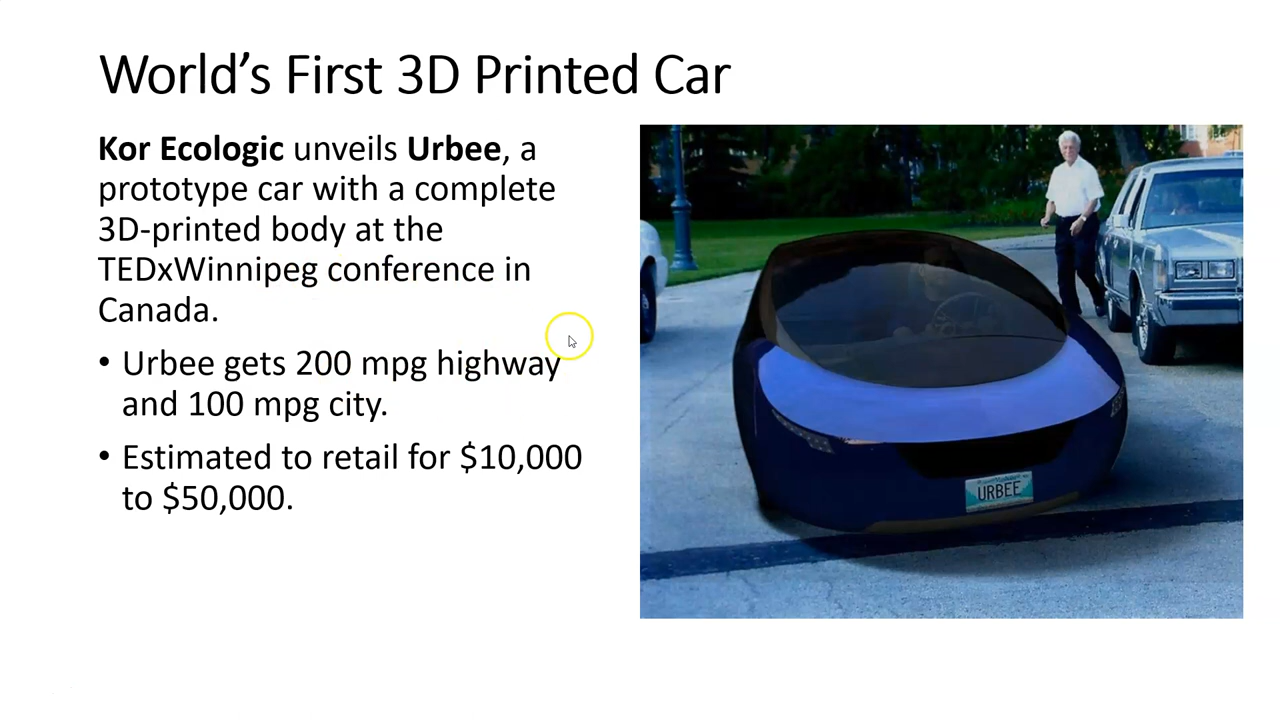 World’s First 3D Printed Car
Kor Ecologic unveils Urbee, a
prototype car with a complete
3D-printed body at the
TEDxWinnipeg conference in
Canada.
• Urbee gets 200 mpg highway
and 100 mpg city.
• Estimated to retail for $10,000
to $50,000.
URBEE